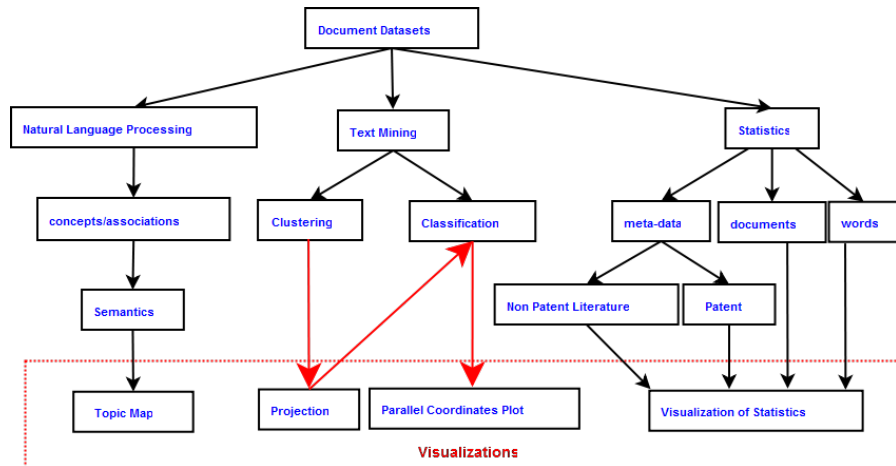 Document Datasets
Natural Language Processing
Text Mining
Statistics
concepts/associations
Clustering
Classification
meta-data
documents
words
Semantics
Non Patent Literature
Patent
Topic Map
Projection
Parallel Coordinates Plot
Visualization of Statistics
Visualizations